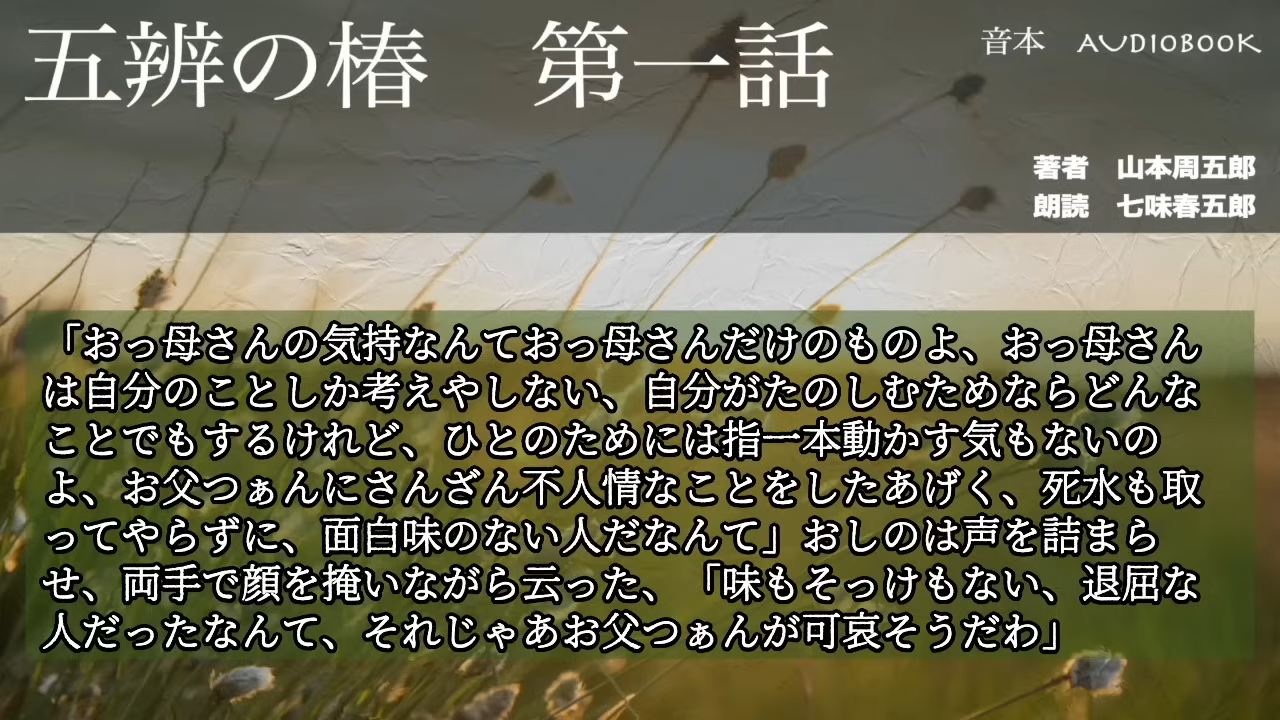 五辨の椿　第一話
音本　AUDIOBOOK
著者　山本周五郎
朗読　七味春五郎
「おっ母さんの気持なんておっ母さんだけのものよ、おっ母さん
は自分のことしか考えやしない、自分がたのしむためならどんな
ことでもするけれど、ひとのためには指一本動かす気もないの
よ、お父つぁんにさんざん不人情なことをしたあげく、死水も取
ってやらずに、面白味のない人だなんて」おしのは声を詰まら
せ、両手で顔を掩いながら云った、「味もそっけもない、退屈な
人だったなんて、それじゃあお父つぁんが可哀そうだわ」